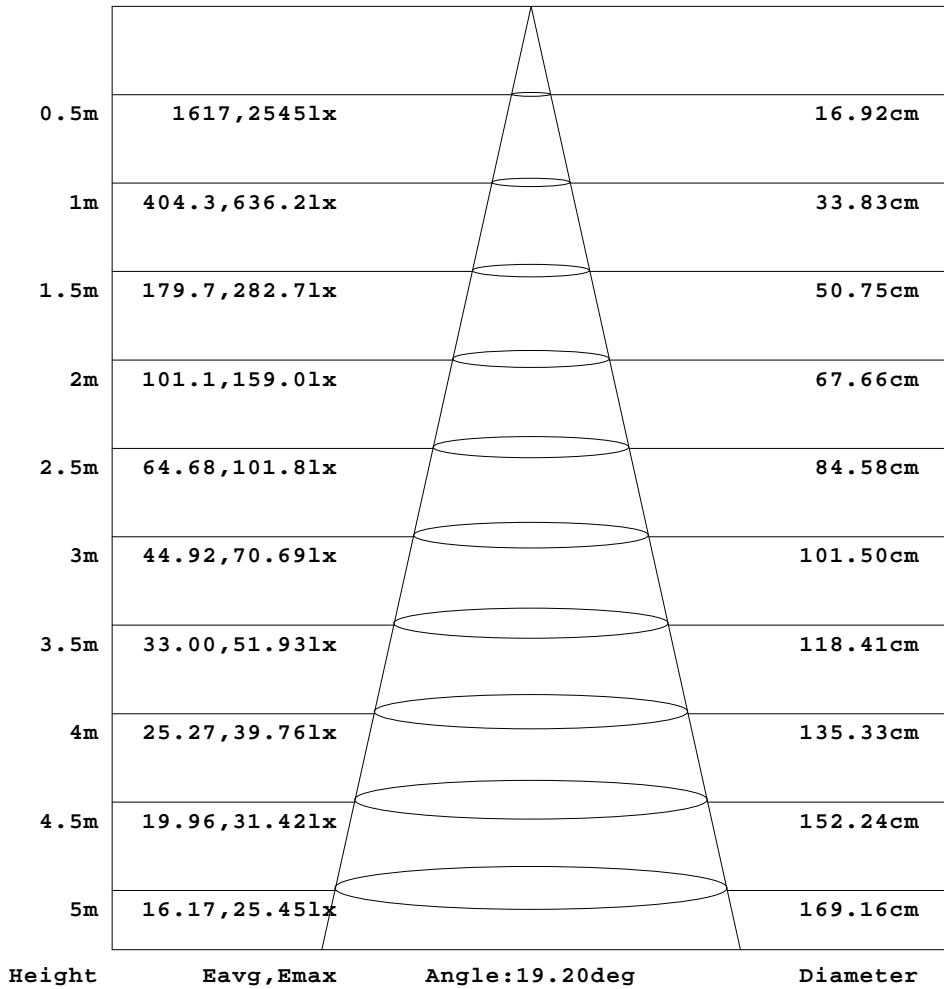 0.5m 1617,2545lx 16.92cm
1m 404.3,636.2lx 33.83cm
1.5m 179.7,282.7lx 50.75cm
2m 101.1,159.0lx 67.66cm
2.5m 64.68,101.8lx 84.58cm
3m 44.92,70.69lx 101.50cm
3.5m 33.00,51.93lx 118.41cm
4m 25.27,39.76lx 135.33cm
4.5m 19.96,31.42lx 152.24cm
5m 16.17,25.45lx 169.16cm
Height Eavg,Emax Angle:19.20deg Diameter